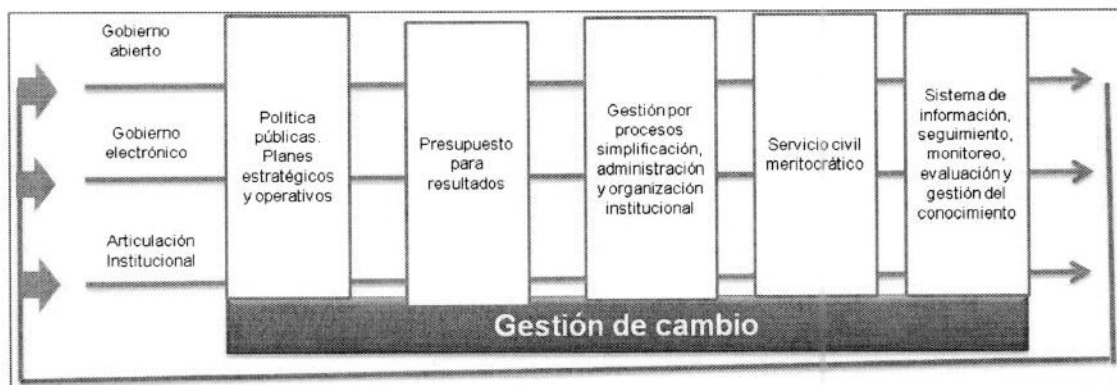 Gobierno
abierto
Gobierno
electrónico
Articulación
Institucional
Política
públicas.
Planes
estratégicos
y operativos
Presupuesto
para
resultados
Gestión por
procesos
simplificación,
administración
y organización
institucional
Servicio civil
meritocrático
Sistema de
información,
seguimiento,
monitoreo,
evaluación y
gestión del
conocimiento
Gestión de cambio